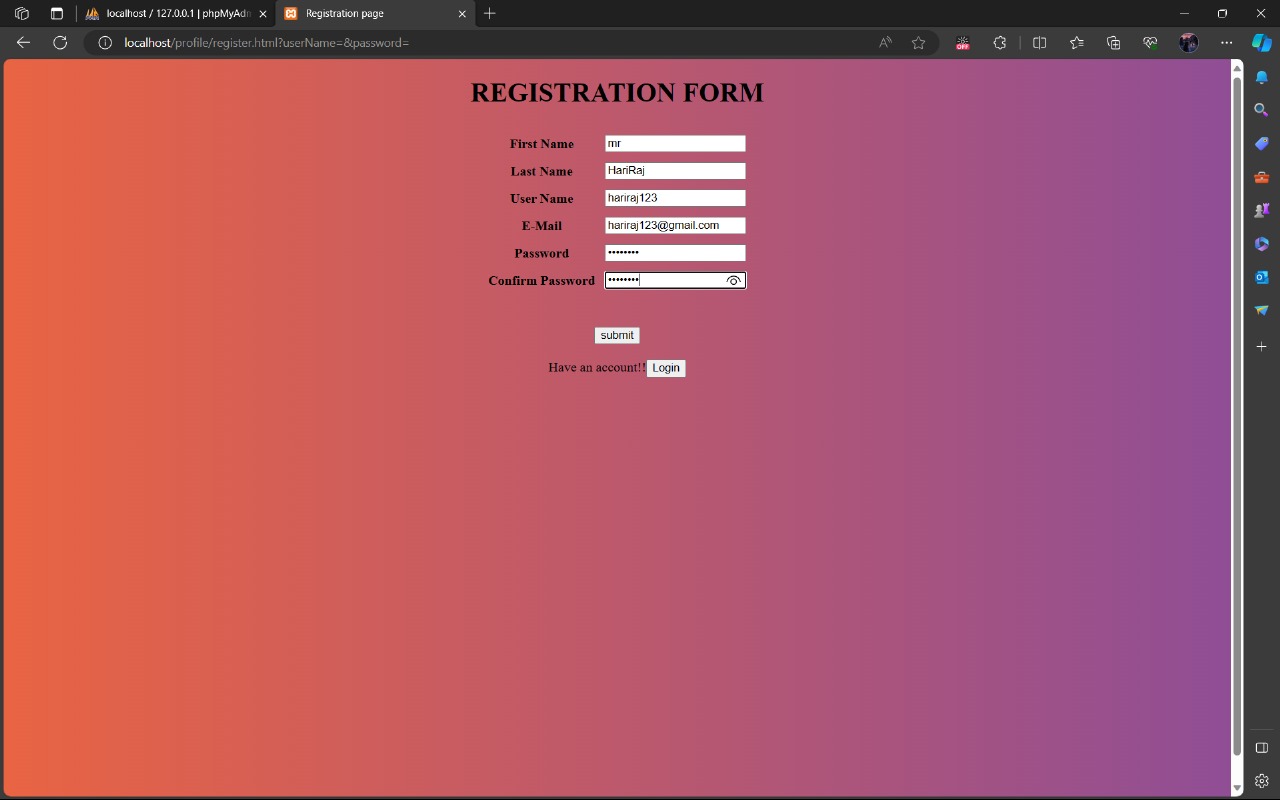 localhost / 127.0.0.1 | phpMyAdm
Registration page
localhost/profile/register.html?userName=&password=
OFF
REGISTRATION FORM
First Name mr
Last Name HariRaj
User Name hariraj123
E-Mail hariraj123@gmail.com
Password ••••••••
Confirm Password ••••••••
submit
Have an account!! Login